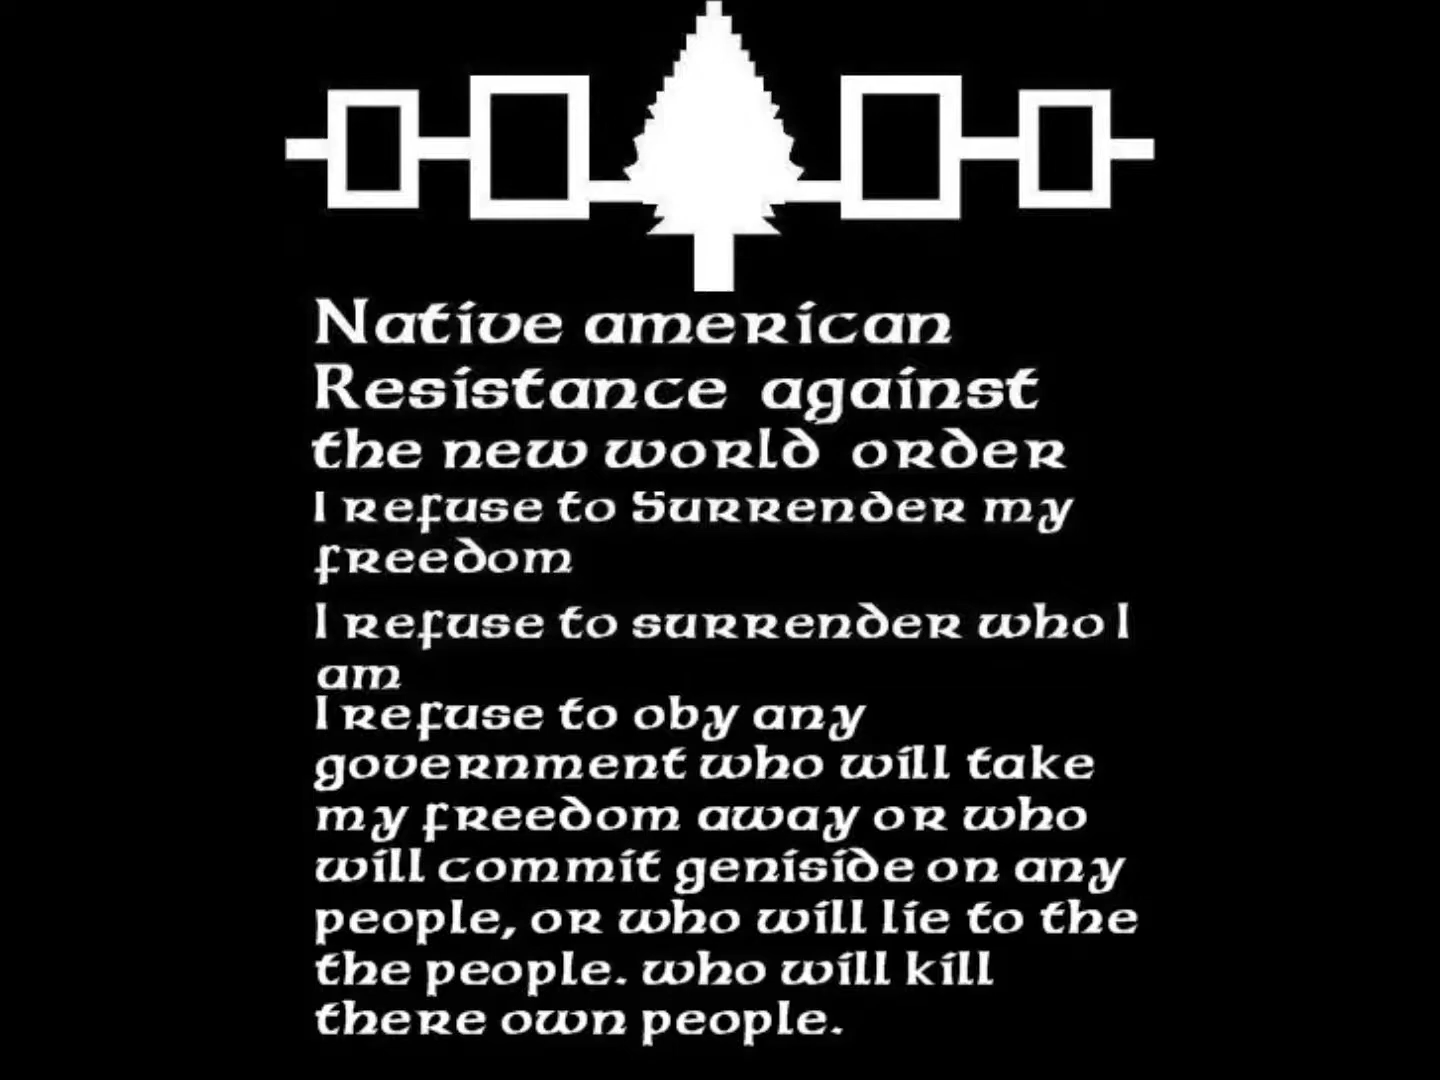 Native american
Resistance against
the new world order
I refuse to Surrender my
freedom
I refuse to surrender who I
am
I refuse to oby any
government who will take
my freedom away or who
will commit geniside on any
people, or who will lie to the
the people. who will kill
there own people.